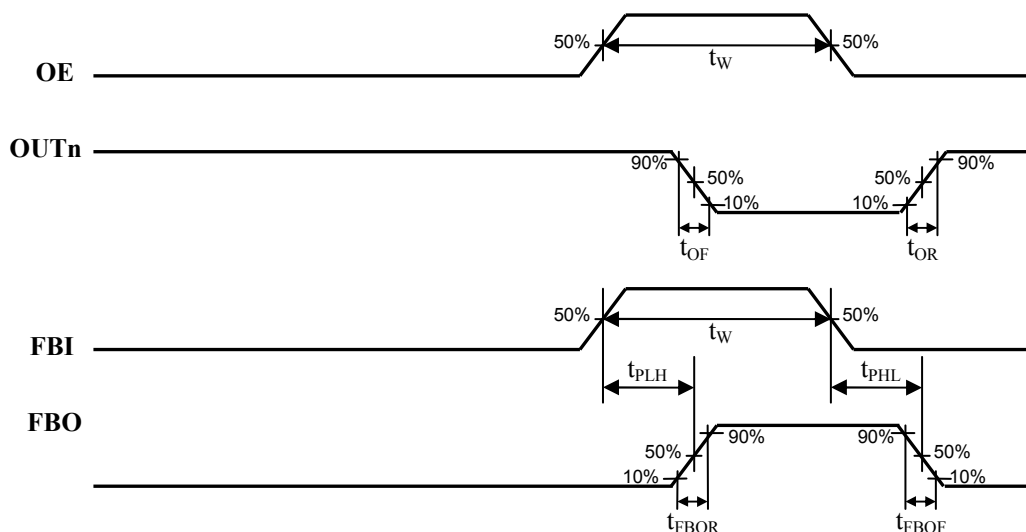 50% 50%
OE tW
OUTn
90% 90%
50% 50%
10% 10%
tOF tOR
50% 50%
FBI tW
tPLH tPHL
FBO
90% 90%
50% 50%
10% 10%
tFBOR tFBOF